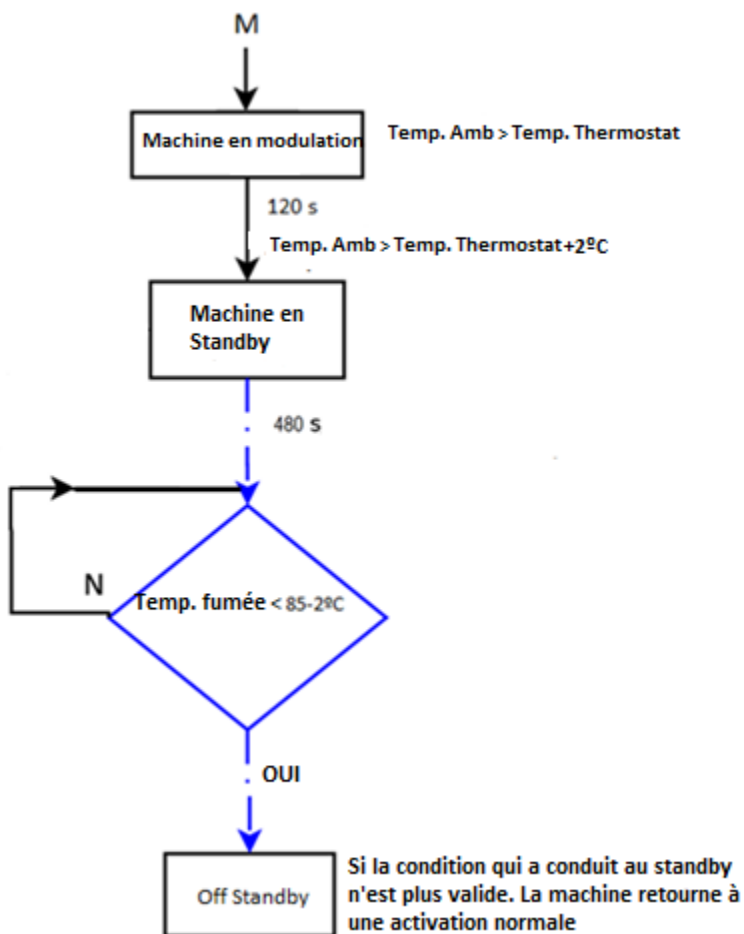 M
Machine en modulation
Temp. Amb > Temp. Thermostat
120 s
Temp. Amb > Temp. Thermostat+2ºC
Machine en
Standby
480 s
N
Temp. fumée < 85-2ºC
OUI
Off Standby
Si la condition qui a conduit au standby
n'est plus valide. La machine retourne à
une activation normale